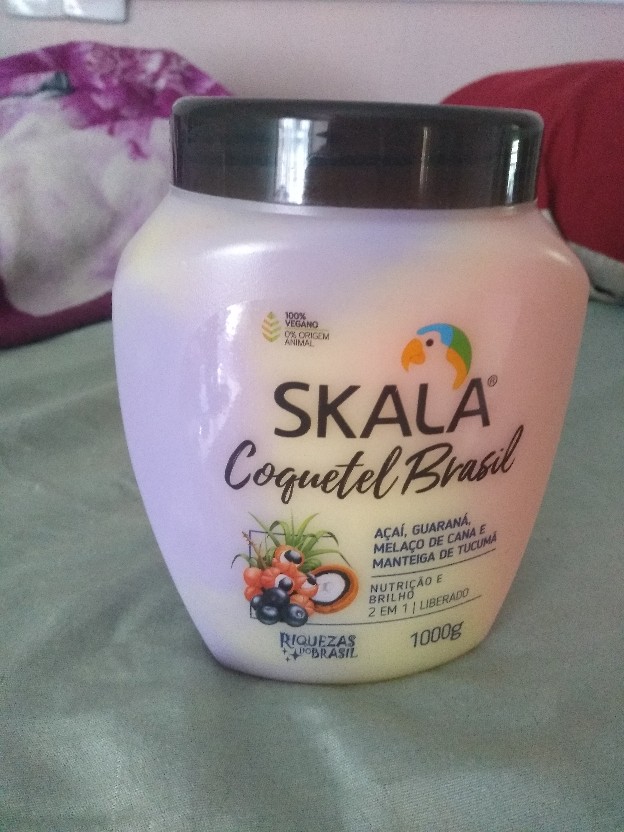 100%
VEGANO
0% ORIGEM
ANIMAL
SKALA®
Coquetel Brasil
AÇAÍ, GUARANÁ,
MELAÇO DE CANA E
MANTEIGA DE TUCUMÃ
NUTRIÇÃO E
BRILHO
2 EM 1 | LIBERADO
RIQUEZAS
DO BRASIL
1000g